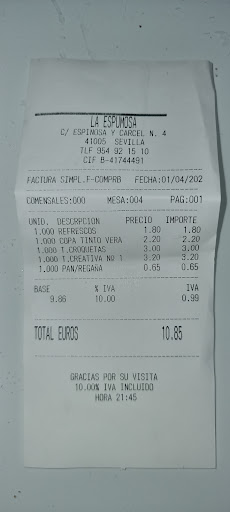 LA ESPUMOSA
C/ ESPINOSA Y CARCEL N. 4
41005 SEVILLA
TLF 954 92 15 10
CIF B-41744491
FACTURA SIMPL.F-COMPRB FECHA:01/04/202
COMENSALES:000 MESA:004 PAG:001
UNID. DESCRPCION PRECIO IMPORTE
1.000 REFRESCOS 1.80 1.80
1.000 COPA TINTO VERA 2.20 2.20
1.000 T.CROQUETAS 3.00 3.00
1.000 T.CREATIVA Nº 1 3.20 3.20
1.000 PAN/REGAÑA 0.65 0.65
BASE % IVA IVA
9.86 10.00 0.99
TOTAL EUROS 10.85
GRACIAS POR SU VISITA
10.00% IVA INCLUIDO
HORA 21:45